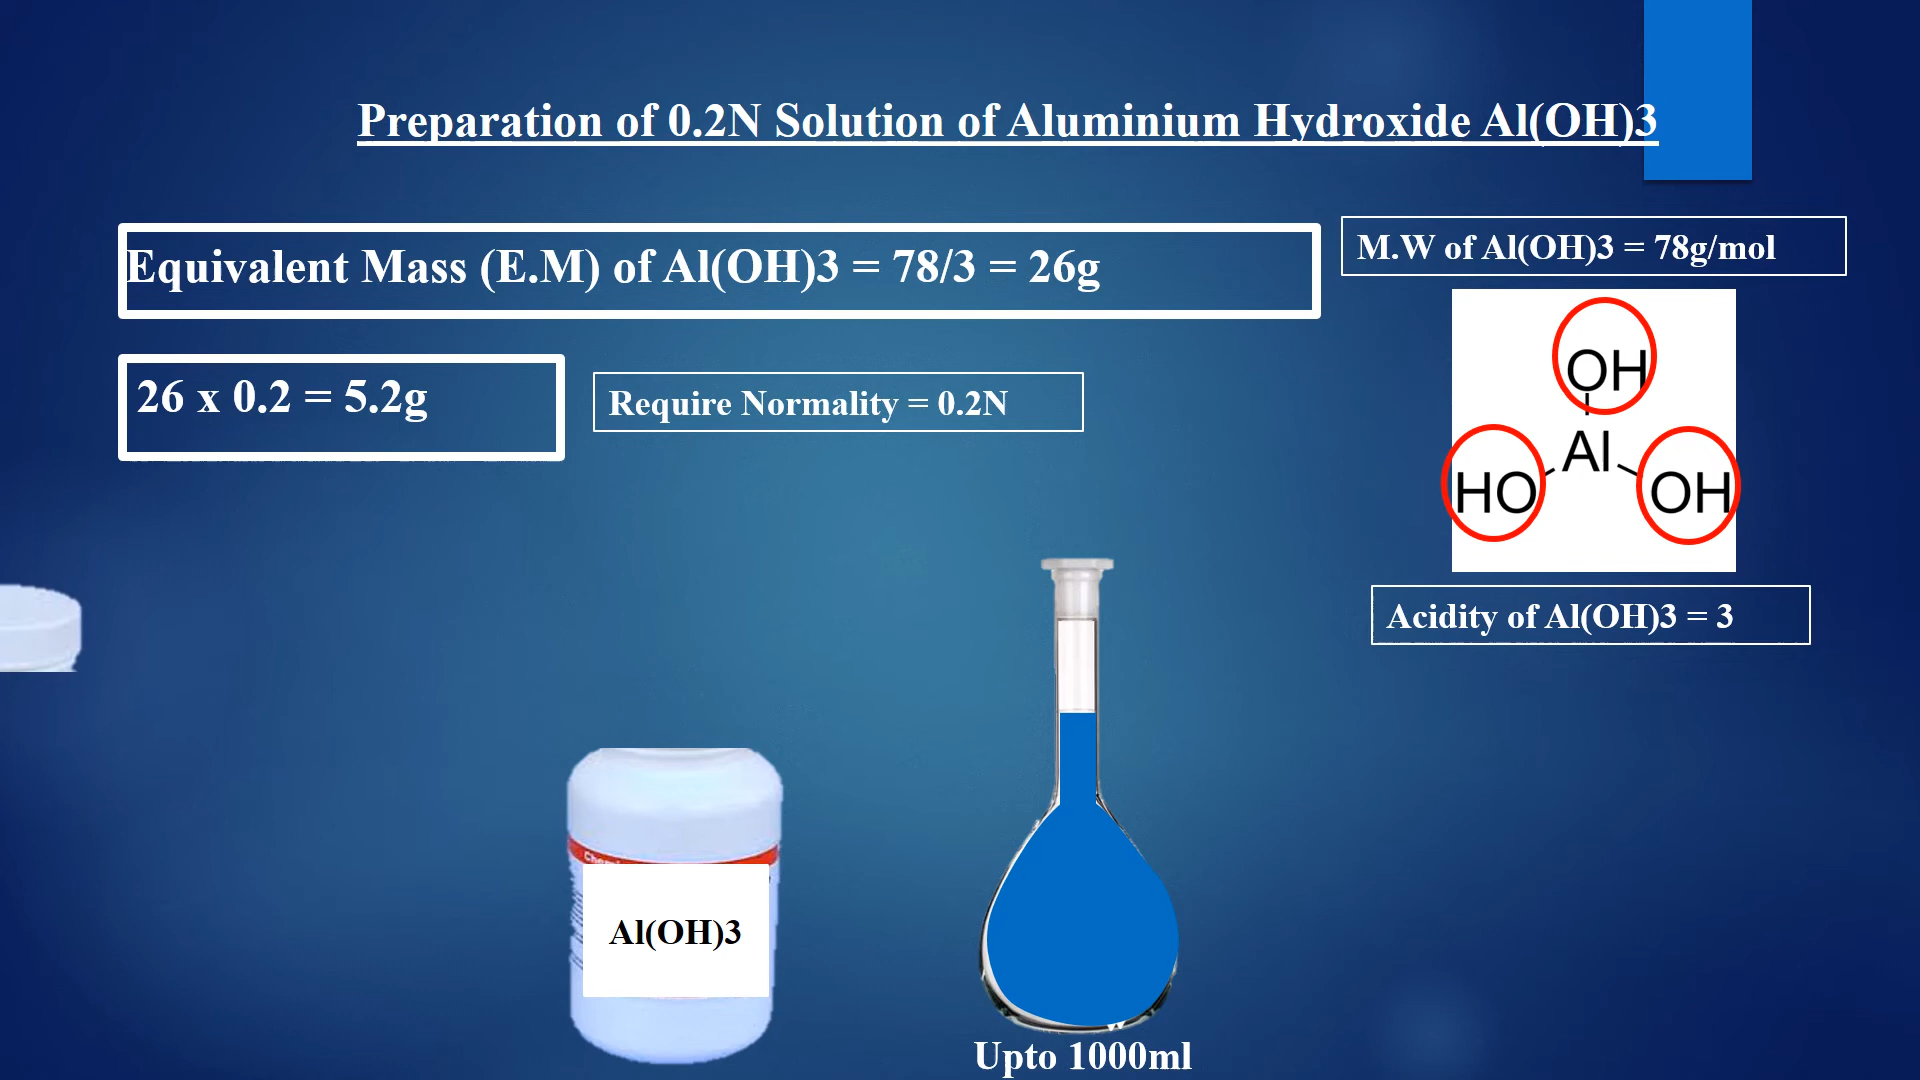 Preparation of 0.2N Solution of Aluminium Hydroxide Al(OH)3
Equivalent Mass (E.M) of Al(OH)3 = 78/3 = 26g
M.W of Al(OH)3 = 78g/mol
26 x 0.2 = 5.2g
Require Normality = 0.2N
OH
Al
HO
OH
Acidity of Al(OH)3 = 3
Al(OH)3
Upto 1000ml